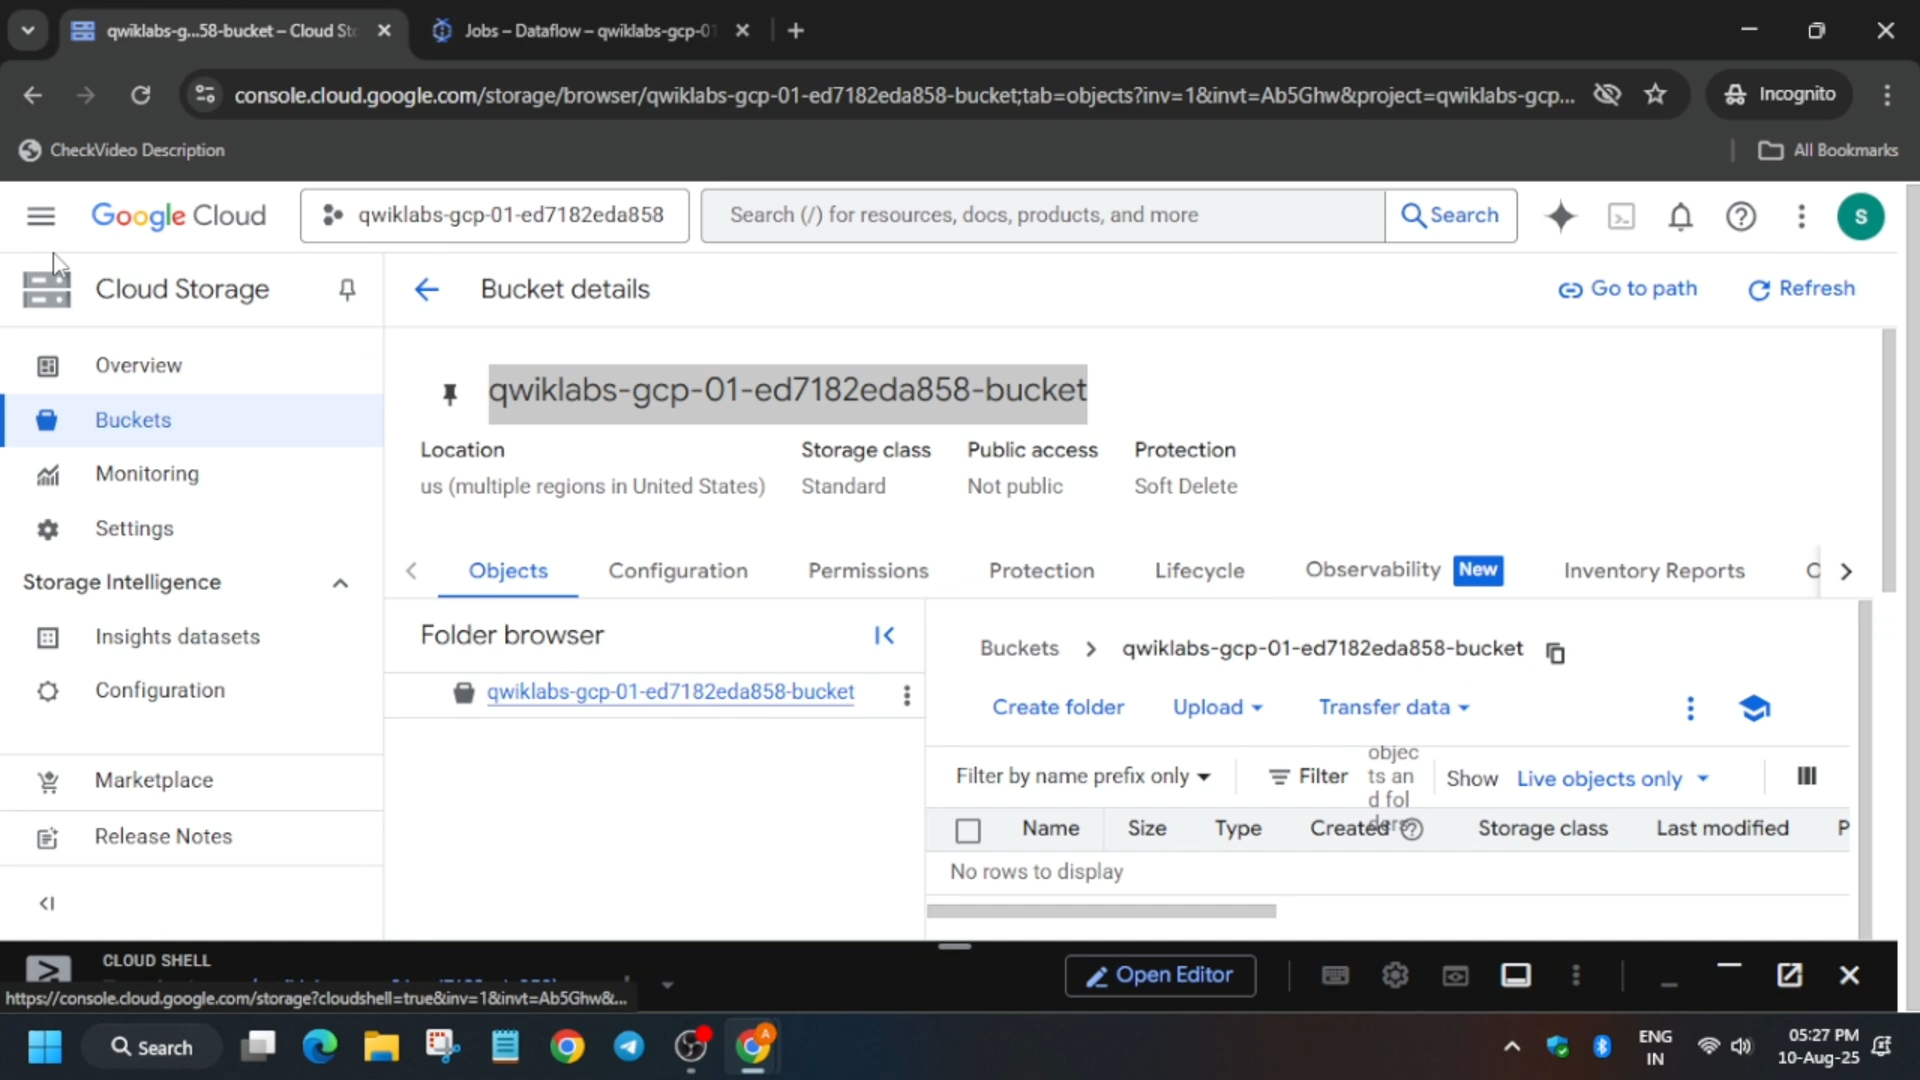 qwiklabs-g...58-bucket – Cloud Sto
Jobs – Dataflow – qwiklabs-gcp-01
console.cloud.google.com/storage/browser/qwiklabs-gcp-01-ed7182eda858-bucket;tab=objects?inv=1&invt=Ab5Ghw&project=qwiklabs-gcp...
Incognito
CheckVideo Description
All Bookmarks
Google Cloud
qwiklabs-gcp-01-ed7182eda858
Search (/) for resources, docs, products, and more
Search
S
Cloud Storage
Bucket details
Go to path
Refresh
Overview
Buckets
Monitoring
Settings
Storage Intelligence
Insights datasets
Configuration
Marketplace
Release Notes
qwiklabs-gcp-01-ed7182eda858-bucket
Location
Storage class
Public access
Protection
us (multiple regions in United States)
Standard
Not public
Soft Delete
Objects
Configuration
Permissions
Protection
Lifecycle
Observability
New
Inventory Reports
Folder browser
qwiklabs-gcp-01-ed7182eda858-bucket
Buckets > qwiklabs-gcp-01-ed7182eda858-bucket
Create folder
Upload
Transfer data
Filter by name prefix only
Filter
objec
ts an
d fol
ders
Show
Live objects only
Name
Size
Type
Created
Storage class
Last modified
P
No rows to display
CLOUD SHELL
Open Editor
https://console.cloud.google.com/storage?cloudshell=true&inv=1&invt=Ab5Ghw&...
Search
A
ENG
IN
05:27 PM
10-Aug-25